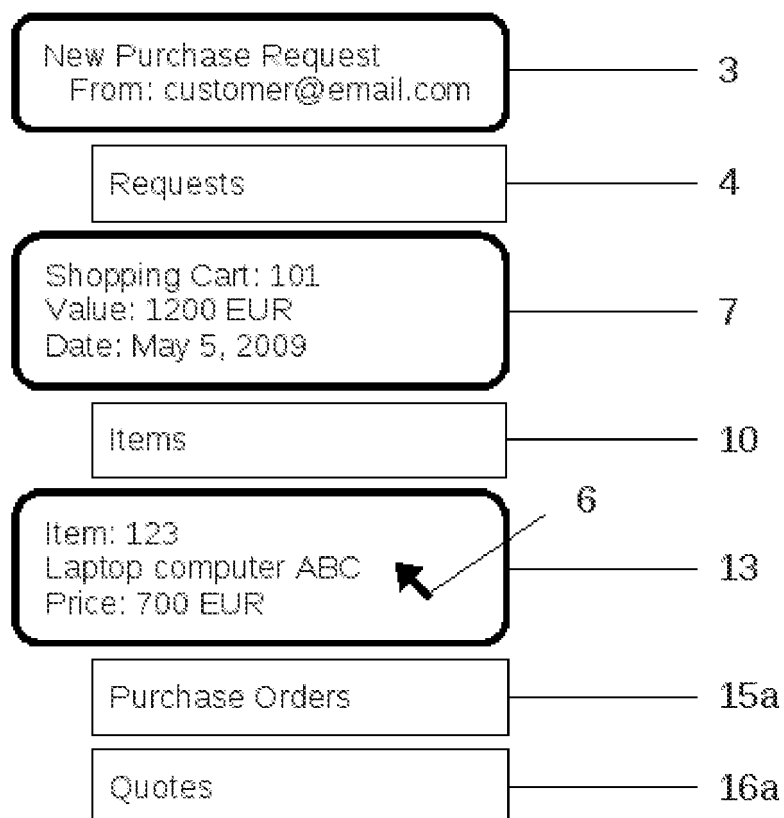 New Purchase Request
From: customer@email.com
3
Requests
4
Shopping Cart: 101
Value: 1200 EUR
Date: May 5, 2009
7
Items
10
6
Item: 123
Laptop computer ABC
Price: 700 EUR
13
Purchase Orders
15a
Quotes
16a